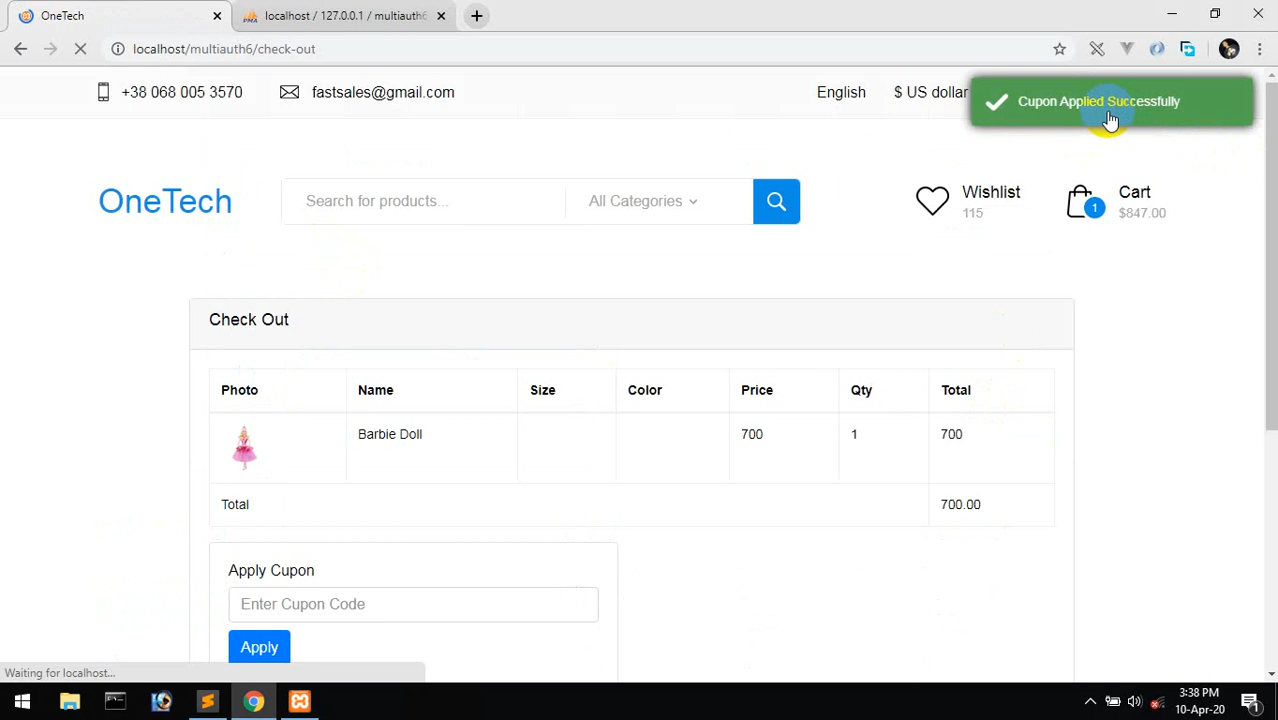 OneTech
localhost / 127.0.0.1 / multiauth6
localhost/multiauth6/check-out
+38 068 005 3570
fastsales@gmail.com
English
$ US dollar
Cupon Applied Successfully
OneTech
Search for products...
All Categories
Wishlist
115
1
Cart
$847.00
Check Out
Photo Name Size Color Price Qty Total
Barbie Doll 700 1 700
Total 700.00
Apply Cupon
Enter Cupon Code
Apply
Waiting for localhost...
3:38 PM
10-Apr-20
1